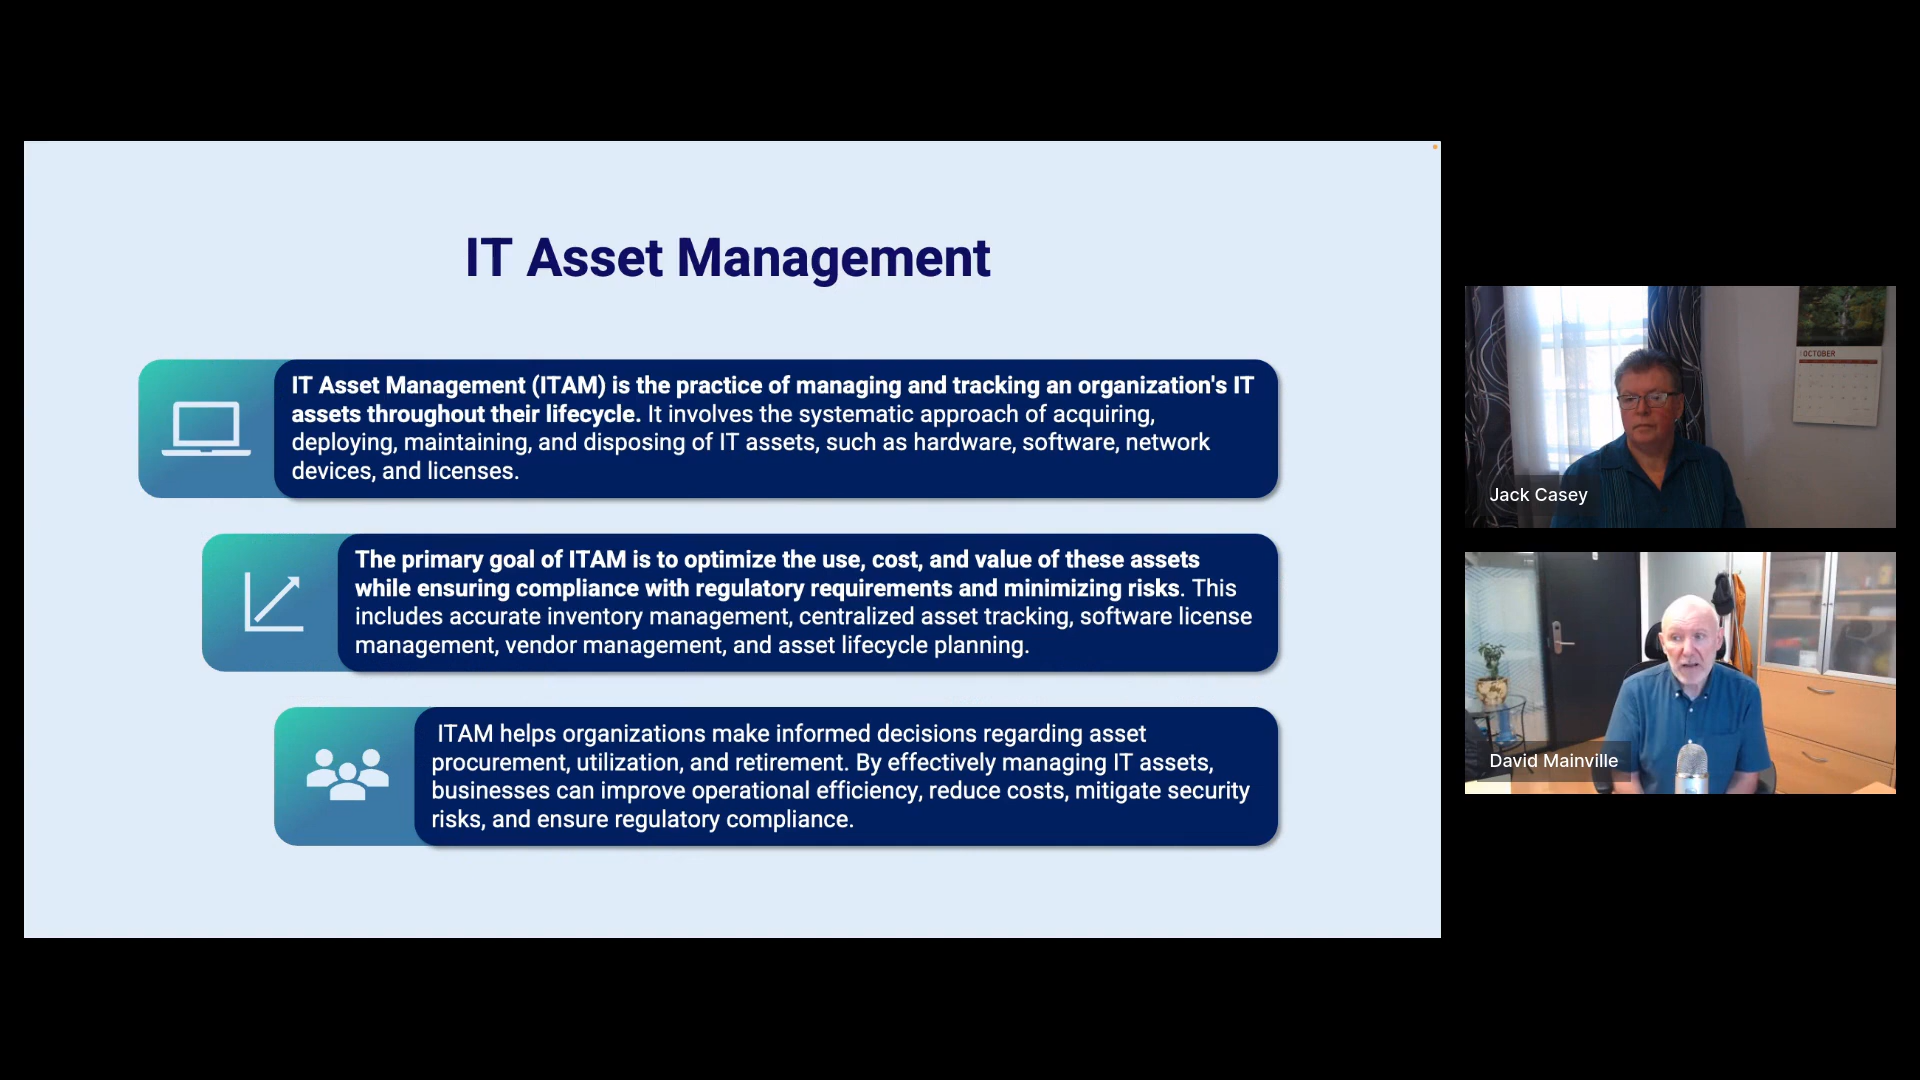 IT Asset Management
IT Asset Management (ITAM) is the practice of managing and tracking an organization's IT
assets throughout their lifecycle. It involves the systematic approach of acquiring,
deploying, maintaining, and disposing of IT assets, such as hardware, software, network
devices, and licenses.
The primary goal of ITAM is to optimize the use, cost, and value of these assets
while ensuring compliance with regulatory requirements and minimizing risks. This
includes accurate inventory management, centralized asset tracking, software license
management, vendor management, and asset lifecycle planning.
ITAM helps organizations make informed decisions regarding asset
procurement, utilization, and retirement. By effectively managing IT assets,
businesses can improve operational efficiency, reduce costs, mitigate security
risks, and ensure regulatory compliance.
OCTOBER
Jack Casey
David Mainville